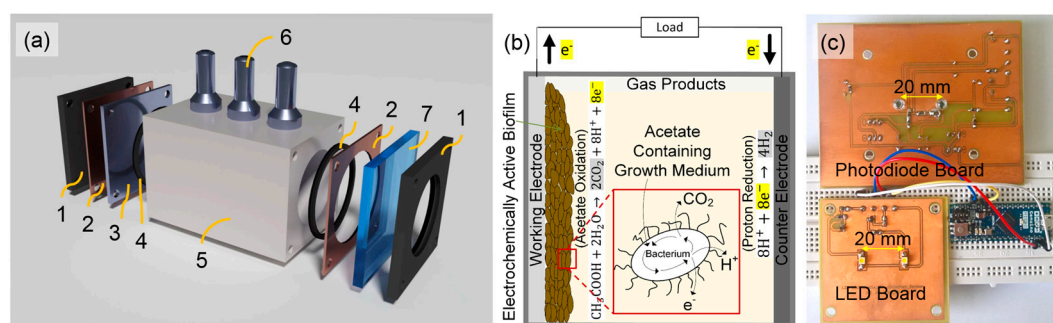 (a)
6
4
2
7
1
1
2
3
4
5
(b)
Load
e-
e-
Gas Products
Electrochemically Active Biofilm
Working Electrode
(Acetate Oxidation)
CH3COOH + 2H2O → 2CO2 + 8H+ + 8e−
Acetate
Containing
Growth Medium
CO2
Bacterium
H+
e-
(Proton Reduction)
8H+ + 8e− → 4H2
Counter Electrode
(c)
20 mm
Photodiode Board
20 mm
LED Board